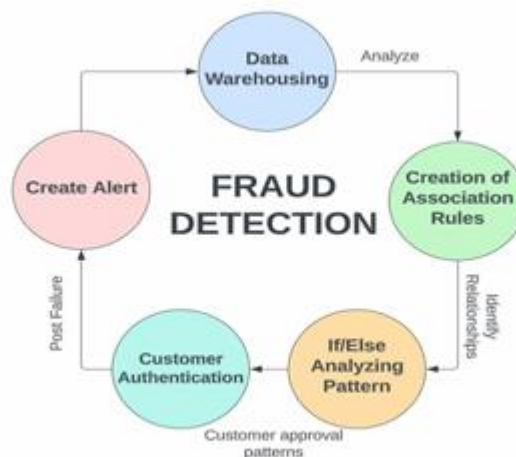 Data
Warehousing
Analyze
Create Alert
FRAUD
DETECTION
Creation of
Association
Rules
Identify
Relationships
Post Failure
Customer
Authentication
If/Else
Analyzing
Pattern
Customer approval
patterns